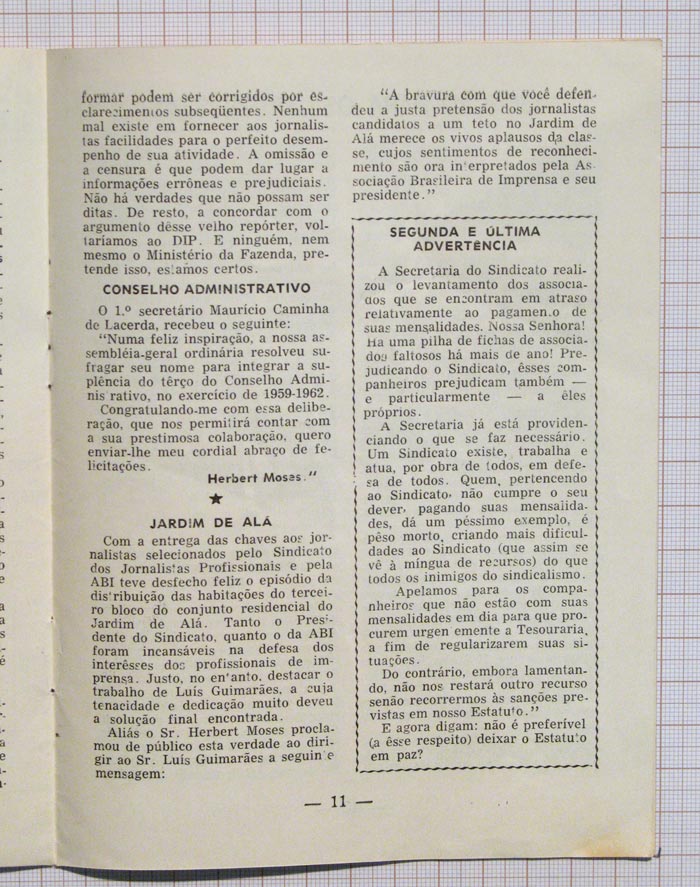 formar podem ser corrigidos por es-
clarecimentos subseqüentes. Nenhum
mal existe em fornecer aos jornalis-
tas facilidades para o perfeito desem-
penho de sua atividade. A omissão e
a censura é que podem dar lugar a
informações errôneas e prejudiciais.
Não há verdades que não possam ser
ditas. De resto, a concordar com o
argumento dêsse velho repórter, vol-
taríamos ao DIP. E ninguém, nem
mesmo o Ministério da Fazenda, pre-
tende isso, estamos certos.
CONSELHO ADMINISTRATIVO
O 1.º secretário Maurício Caminha
de Lacerda, recebeu o seguinte:
"Numa feliz inspiração, a nossa as-
sembléia-geral ordinária resolveu su-
fragar seu nome para integrar a su-
plência do têrço do Conselho Admi-
nis rativo, no exercício de 1959-1962.
Congratulando-me com essa delibe-
ração, que nos permitirá contar com
a sua prestimosa colaboração, quero
enviar-lhe meu cordial abraço de fe-
licitações.
Herbert Moses."
★
JARDIM DE ALÁ
Com a entrega das chaves aos jor-
nalistas selecionados pelo Sindicato
dos Jornalistas Profissionais e pela
ABI teve desfecho feliz o episódio da
distribuição das habitações do tercei-
ro bloco do conjunto residencial do
Jardim de Alá. Tanto o Presi-
dente do Sindicato, quanto o da ABI
foram incansáveis na defesa dos
interêsses dos profissionais de im-
prensa. Justo, no en'anto, destacar o
trabalho de Luís Guimarães, a cuja
tenacidade e dedicação muito deveu
a solução final encontrada.
Aliás o Sr. Herbert Moses procla-
mou de público esta verdade ao diri-
gir ao Sr. Luís Guimarães a seguin'e
mensagem:
"A bravura com que você defen-
deu a justa pretensão dos jornalistas
candidatos a um teto no Jardim de
Alá merece os vivos aplausos da clas-
se, cujos sentimentos de reconheci-
mento são ora in'erpretados pela As-
sociação Brasileira de Imprensa e seu
presidente."
SEGUNDA E ÚLTIMA
ADVERTÊNCIA
A Secretaria do Sindicato reali-
zou o levantamento dos associa-
dos que se encontram em atraso
relativamente ao pagamen.o de
suas mensalidades. Nossa Senhora!
Há uma pilha de fichas de associa-
dos faltosos há mais de ano! Pre-
judicando o Sindicato, êsses com-
panheiros prejudicam também —
e particularmente — a êles
próprios.
A Secretaria já está providen-
ciando o que se faz necessário.
Um Sindicato existe, trabalha e
atua, por obra de todos, em defe-
sa de todos. Quem, pertencendo
ao Sindicato, não cumpre o seu
dever, pagando suas mensalida-
des, dá um péssimo exemplo, é
pêso morto, criando mais dificul-
dades ao Sindicato (que assim se
vê à míngua de recursos) do que
todos os inimigos do sindicalismo.
Apelamos para os compa-
nheiros que não estão com suas
mensalidades em dia para que pro-
curem urgen emente a Tesouraria,
a fim de regularizarem suas si-
tuações.
Do contrário, embora lamentan-
do, não nos restará outro recurso
senão recorrermos às sanções pre-
vistas em nosso Estatuto."
E agora digam: não é preferível
(a êsse respeito) deixar o Estatuto
em paz?
— 11 —